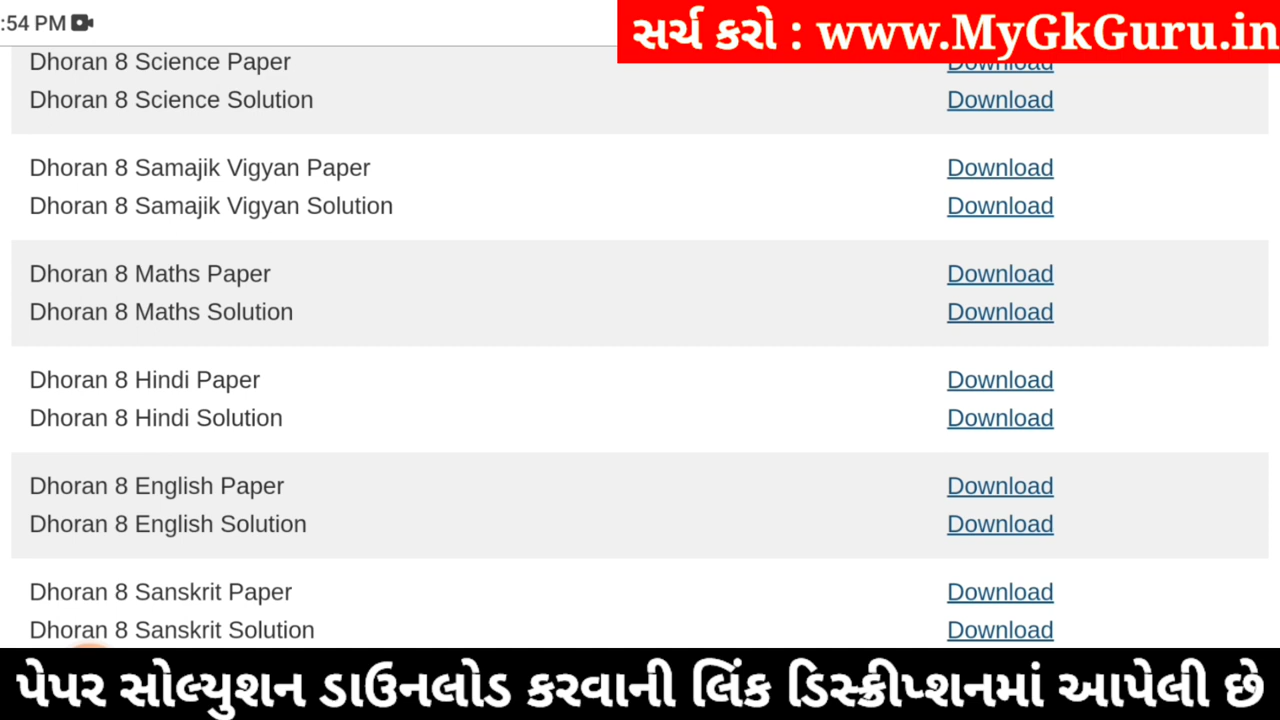 :54 PM
સર્ચ કરો : www.MyGkGuru.in
Dhoran 8 Science Paper Download
Dhoran 8 Science Solution Download
Dhoran 8 Samajik Vigyan Paper Download
Dhoran 8 Samajik Vigyan Solution Download
Dhoran 8 Maths Paper Download
Dhoran 8 Maths Solution Download
Dhoran 8 Hindi Paper Download
Dhoran 8 Hindi Solution Download
Dhoran 8 English Paper Download
Dhoran 8 English Solution Download
Dhoran 8 Sanskrit Paper Download
Dhoran 8 Sanskrit Solution Download
પેપર સોલ્યુશન ડાઉનલોડ કરવાની લિંક ડિસ્ક્રીપ્શનમાં આપેલી છે